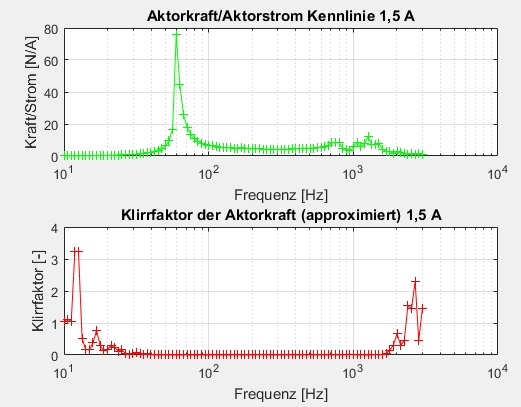 Aktorkraft/Aktorstrom Kennlinie 1,5 A
80
60
40
20
0
Kraft/Strom [N/A]
10^1 10^2 10^3 10^4
Frequenz [Hz]
Klirrfaktor der Aktorkraft (approximiert) 1,5 A
4
3
2
1
0
Klirrfaktor [-]
10^1 10^2 10^3 10^4
Frequenz [Hz]